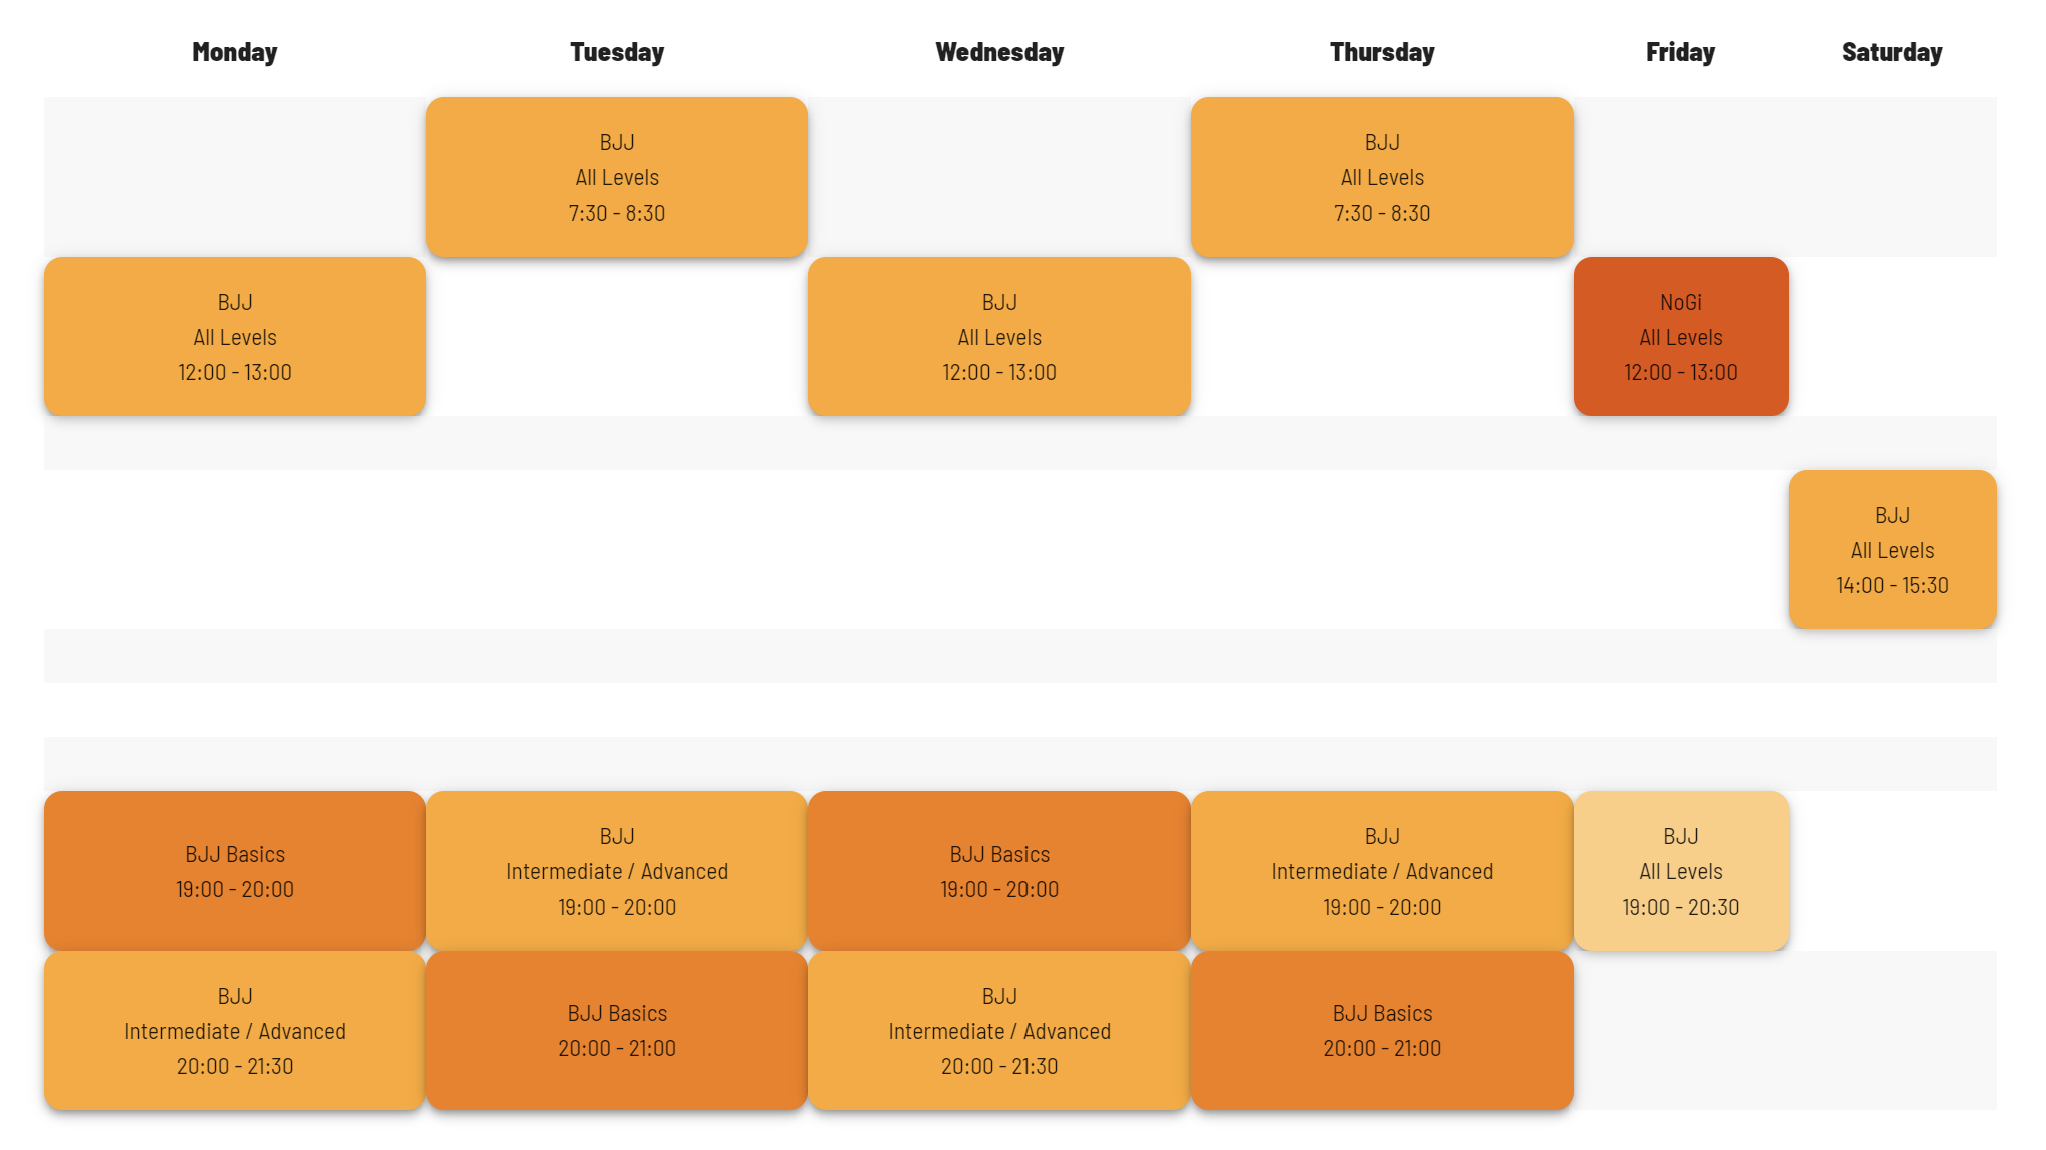 Monday
Tuesday
Wednesday
Thursday
Friday
Saturday
BJJ
All Levels
7:30 - 8:30
BJJ
All Levels
7:30 - 8:30
BJJ
All Levels
12:00 - 13:00
BJJ
All Levels
12:00 - 13:00
NoGi
All Levels
12:00 - 13:00
BJJ
All Levels
14:00 - 15:30
BJJ Basics
19:00 - 20:00
BJJ
Intermediate / Advanced
19:00 - 20:00
BJJ Basics
19:00 - 20:00
BJJ
Intermediate / Advanced
19:00 - 20:00
BJJ
All Levels
19:00 - 20:30
BJJ
Intermediate / Advanced
20:00 - 21:30
BJJ Basics
20:00 - 21:00
BJJ
Intermediate / Advanced
20:00 - 21:30
BJJ Basics
20:00 - 21:00